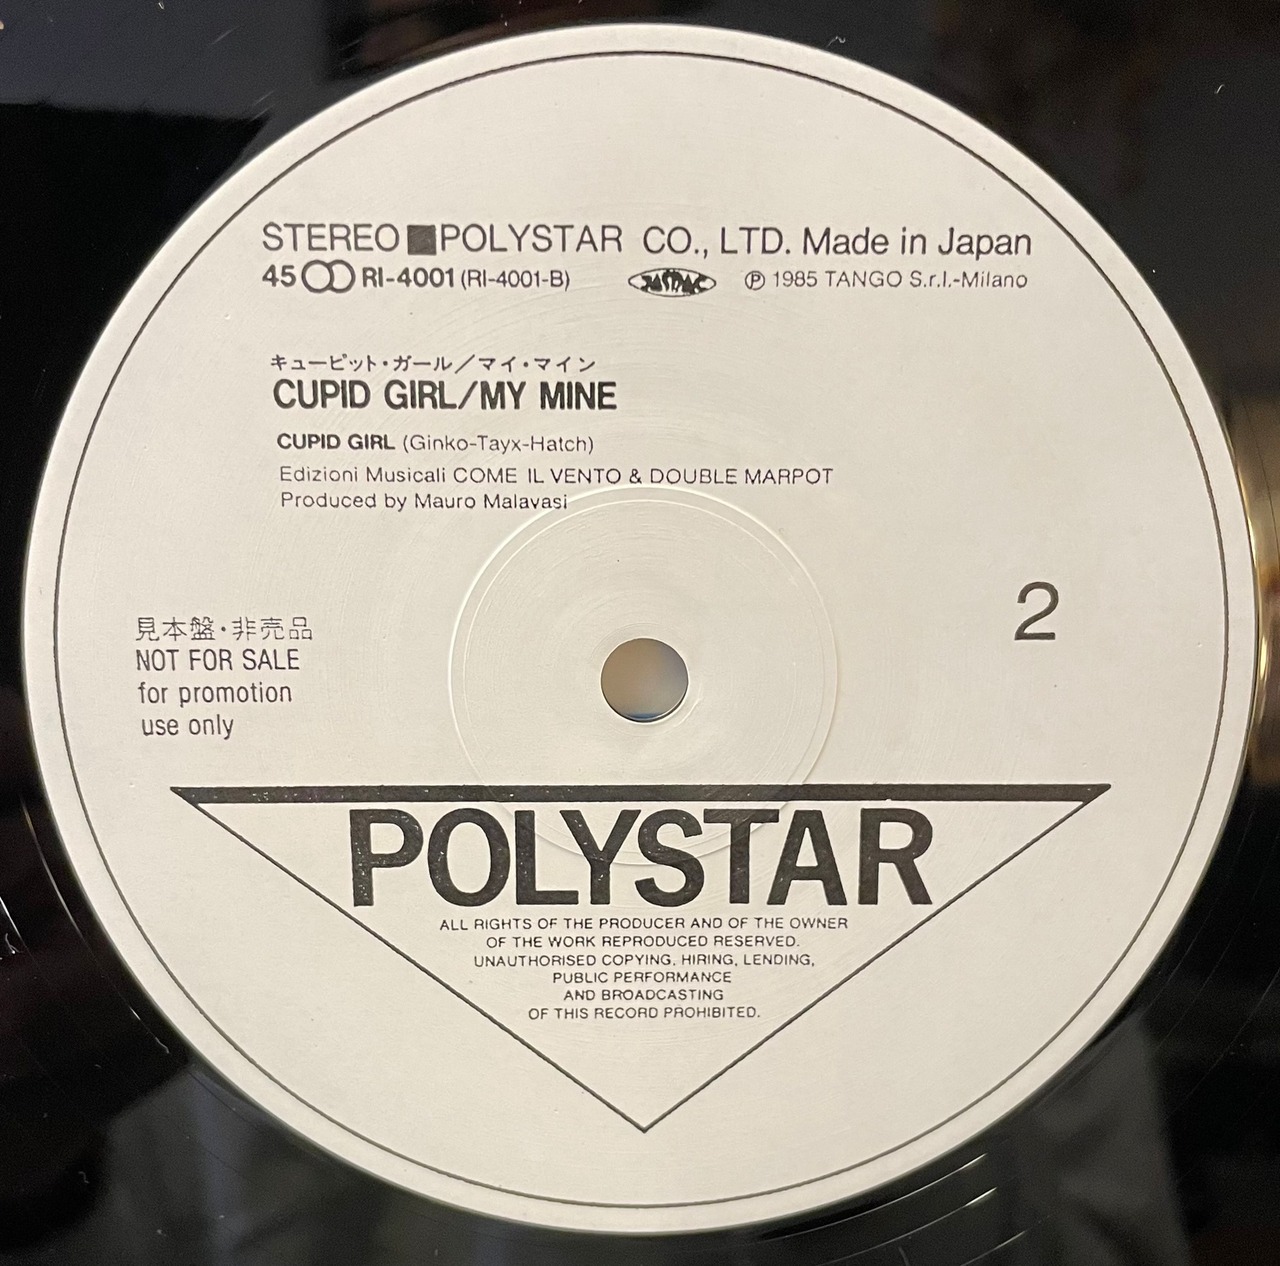 STEREO■POLYSTAR CO., LTD. Made in Japan
45 RI-4001 (RI-4001-B) JASRAC Ⓟ 1985 TANGO S.r.l.-Milano
キューピット・ガール／マイ・マイン
CUPID GIRL/MY MINE
CUPID GIRL (Ginko-Tayx-Hatch)
Edizioni Musicali COME IL VENTO & DOUBLE MARPOT
Produced by Mauro Malavasi
2
見本盤・非売品
NOT FOR SALE
for promotion
use only
POLYSTAR
ALL RIGHTS OF THE PRODUCER AND OF THE OWNER
OF THE WORK REPRODUCED RESERVED.
UNAUTHORISED COPYING, HIRING, LENDING,
PUBLIC PERFORMANCE
AND BROADCASTING
OF THIS RECORD PROHIBITED.